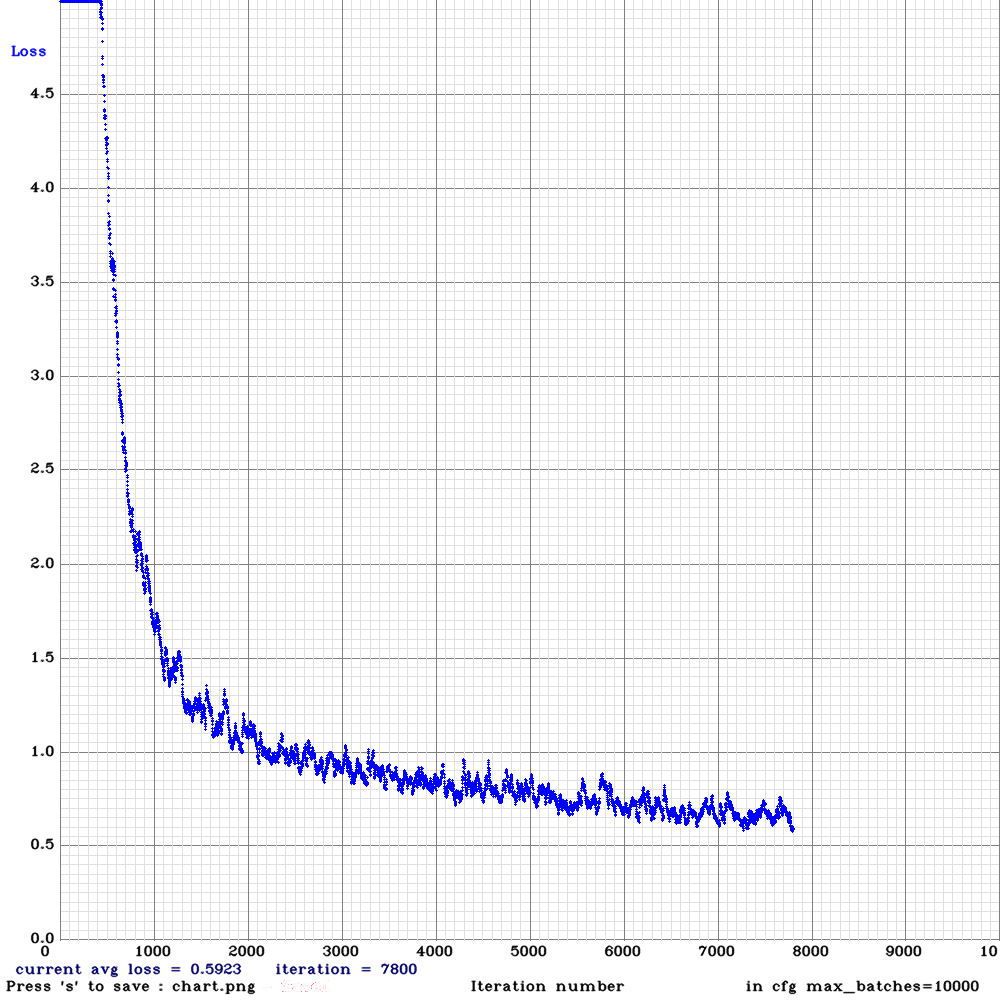 Loss
4.5
4.0
3.5
3.0
2.5
2.0
1.5
1.0
0.5
0.0
0 1000 2000 3000 4000 5000 6000 7000 8000 9000 10
current avg loss = 0.5923 iteration = 7800
Press 's' to save : chart.png Iteration number in cfg max_batches=10000